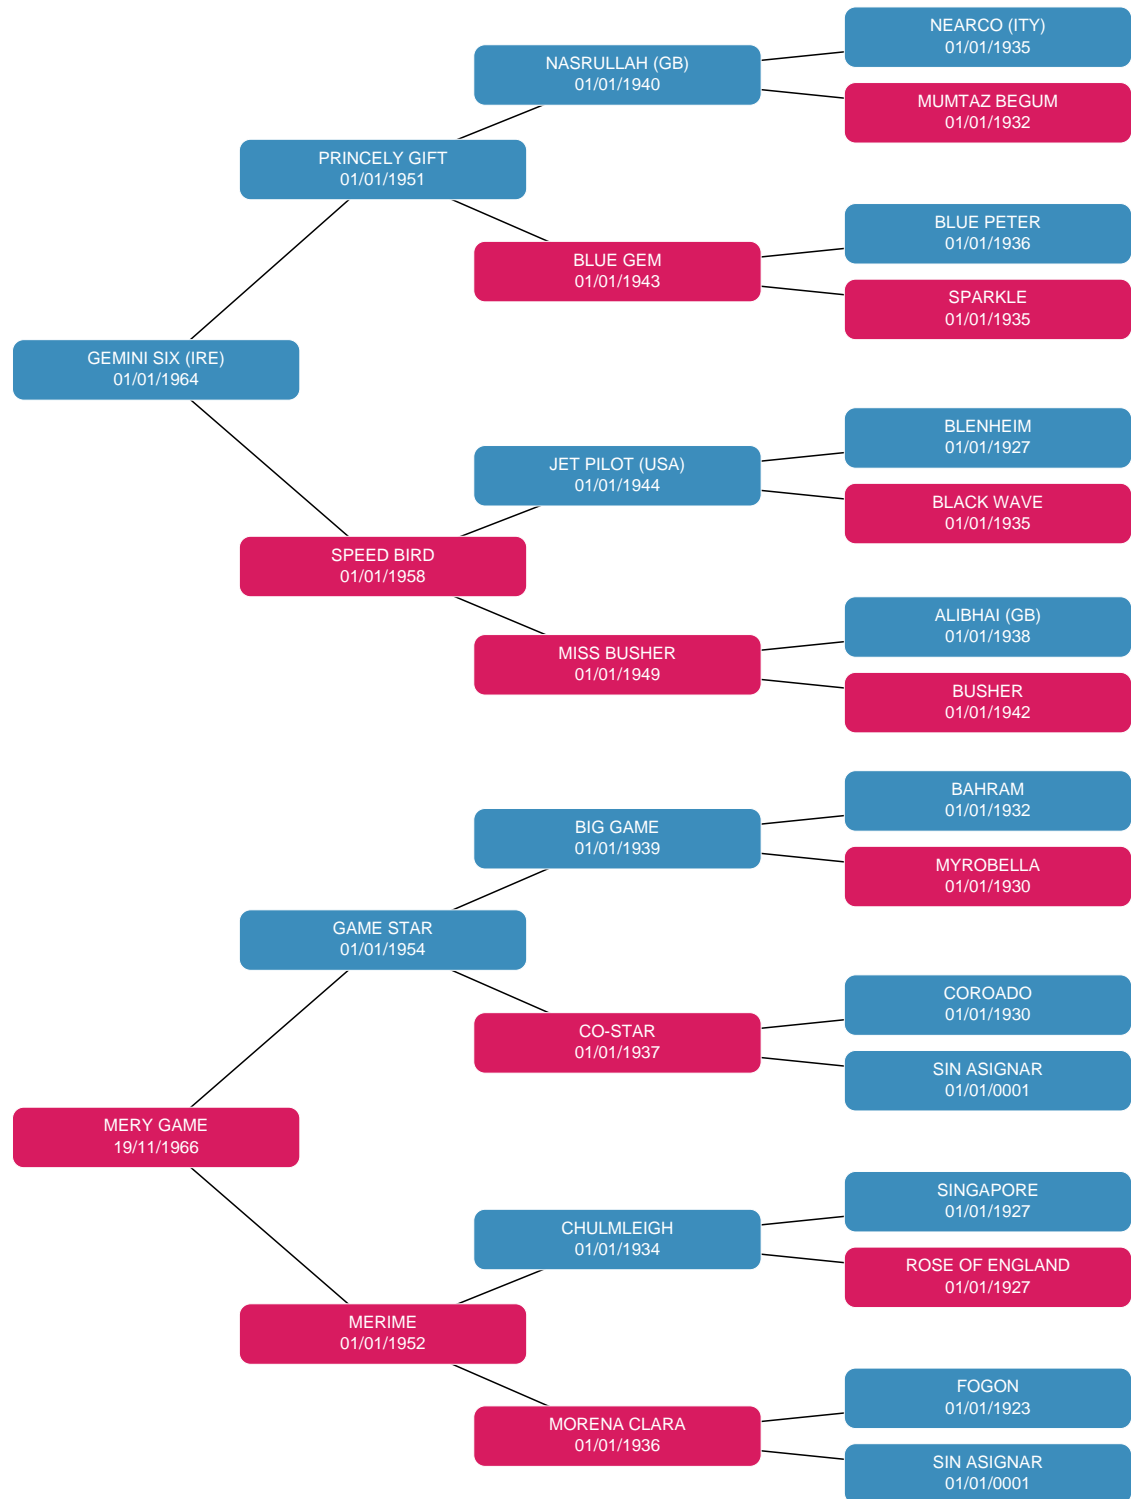 NEARCO (ITY)
01/01/1935
NASRULLAH (GB)
01/01/1940
MUMTAZ BEGUM
01/01/1932
PRINCELY GIFT
01/01/1951
BLUE PETER
01/01/1936
BLUE GEM
01/01/1943
SPARKLE
01/01/1935
GEMINI SIX (IRE)
01/01/1964
BLENHEIM
01/01/1927
JET PILOT (USA)
01/01/1944
BLACK WAVE
01/01/1935
SPEED BIRD
01/01/1958
ALIBHAI (GB)
01/01/1938
MISS BUSHER
01/01/1949
BUSHER
01/01/1942
BAHRAM
01/01/1932
BIG GAME
01/01/1939
MYROBELLA
01/01/1930
GAME STAR
01/01/1954
COROADO
01/01/1930
CO-STAR
01/01/1937
SIN ASIGNAR
01/01/0001
MERY GAME
19/11/1966
SINGAPORE
01/01/1927
CHULMLEIGH
01/01/1934
ROSE OF ENGLAND
01/01/1927
MERIME
01/01/1952
FOGON
01/01/1923
MORENA CLARA
01/01/1936
SIN ASIGNAR
01/01/0001